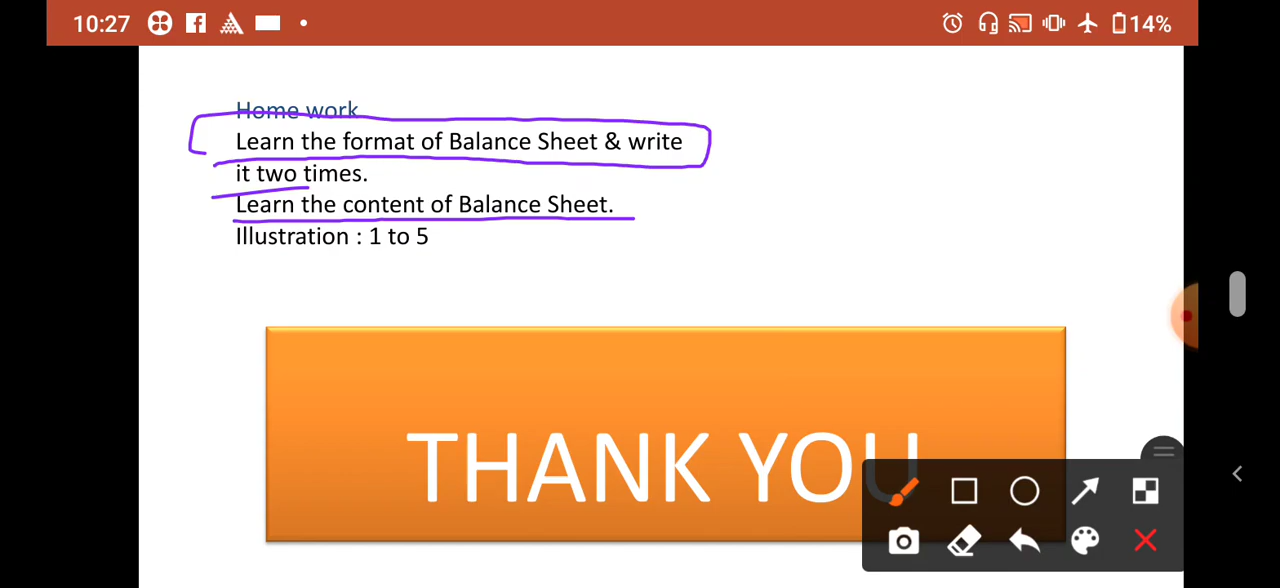 10:27
14%
Home work
Learn the format of Balance Sheet & write
it two times.
Learn the content of Balance Sheet.
Illustration : 1 to 5
THANK YOU